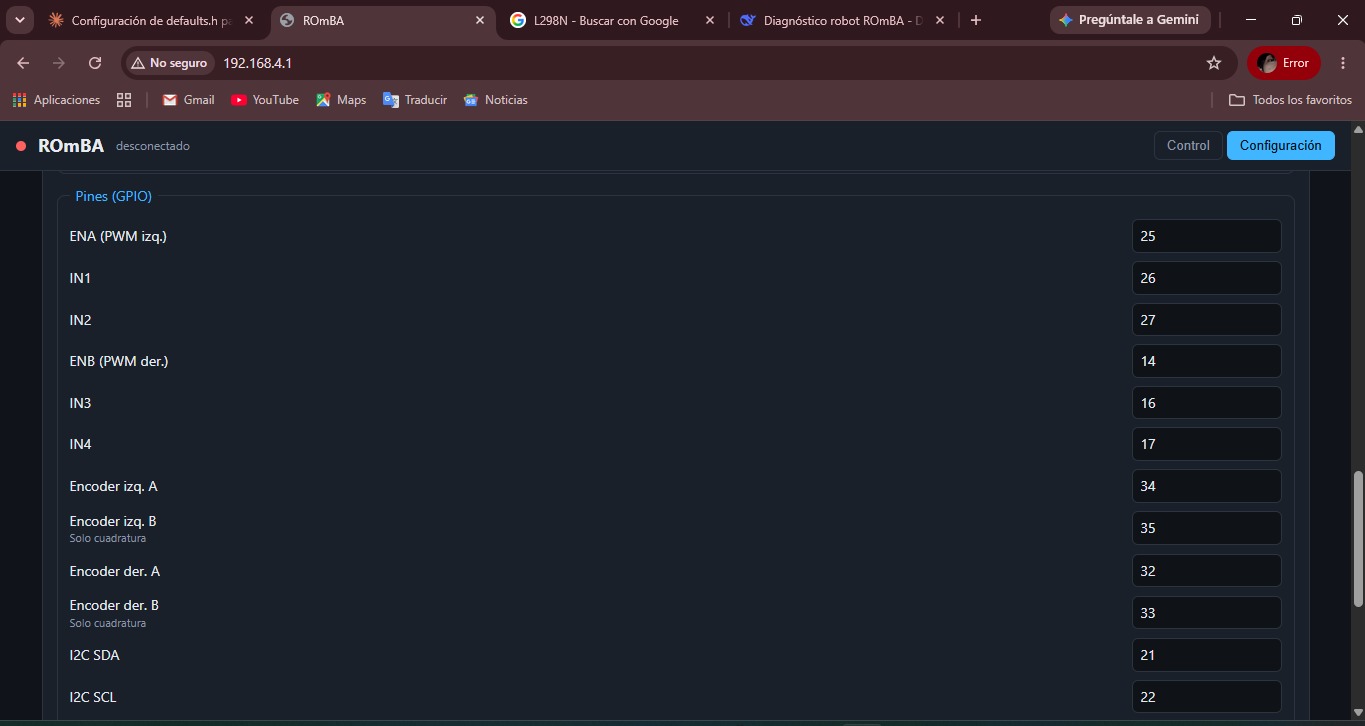 Configuración de defaults.h pa
ROmBA
L298N - Buscar con Google
Diagnóstico robot ROmBA - D
Pregúntale a Gemini
No seguro
192.168.4.1
Error
Aplicaciones
Gmail
YouTube
Maps
Traducir
Noticias
Todos los favoritos
ROmBA desconectado
Control
Configuración
Pines (GPIO)
ENA (PWM izq.) 25
IN1 26
IN2 27
ENB (PWM der.) 14
IN3 16
IN4 17
Encoder izq. A 34
Encoder izq. B 35
Solo cuadratura
Encoder der. A 32
Encoder der. B 33
Solo cuadratura
I2C SDA 21
I2C SCL 22